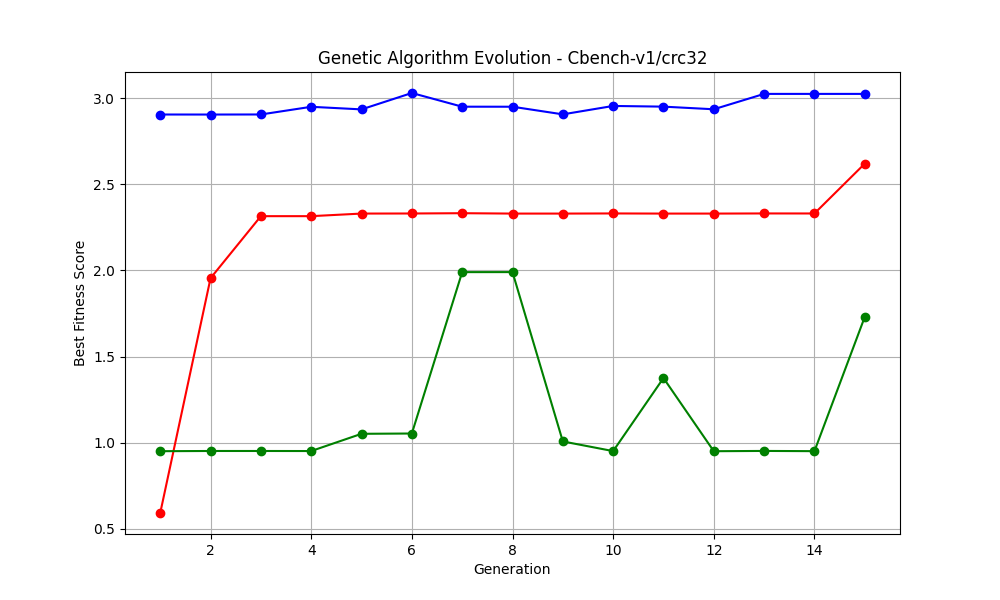 Genetic Algorithm Evolution - Cbench-v1/crc32
Best Fitness Score
3.0
2.5
2.0
1.5
1.0
0.5
2 4 6 8 10 12 14
Generation